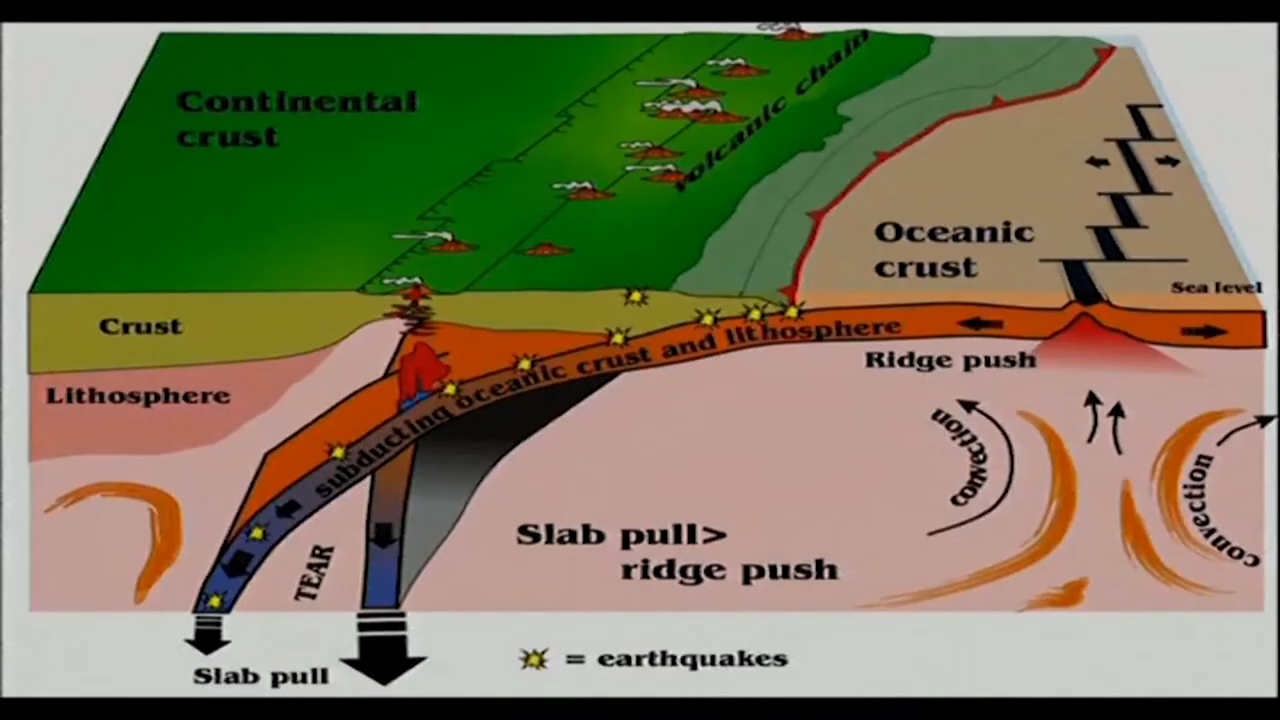 Continental
crust
volcanic chain
Oceanic
crust
Sea level
Crust
subducting oceanic crust and lithosphere
Ridge push
Lithosphere
convection
convection
TEAR
Slab pull>
ridge push
Slab pull
= earthquakes